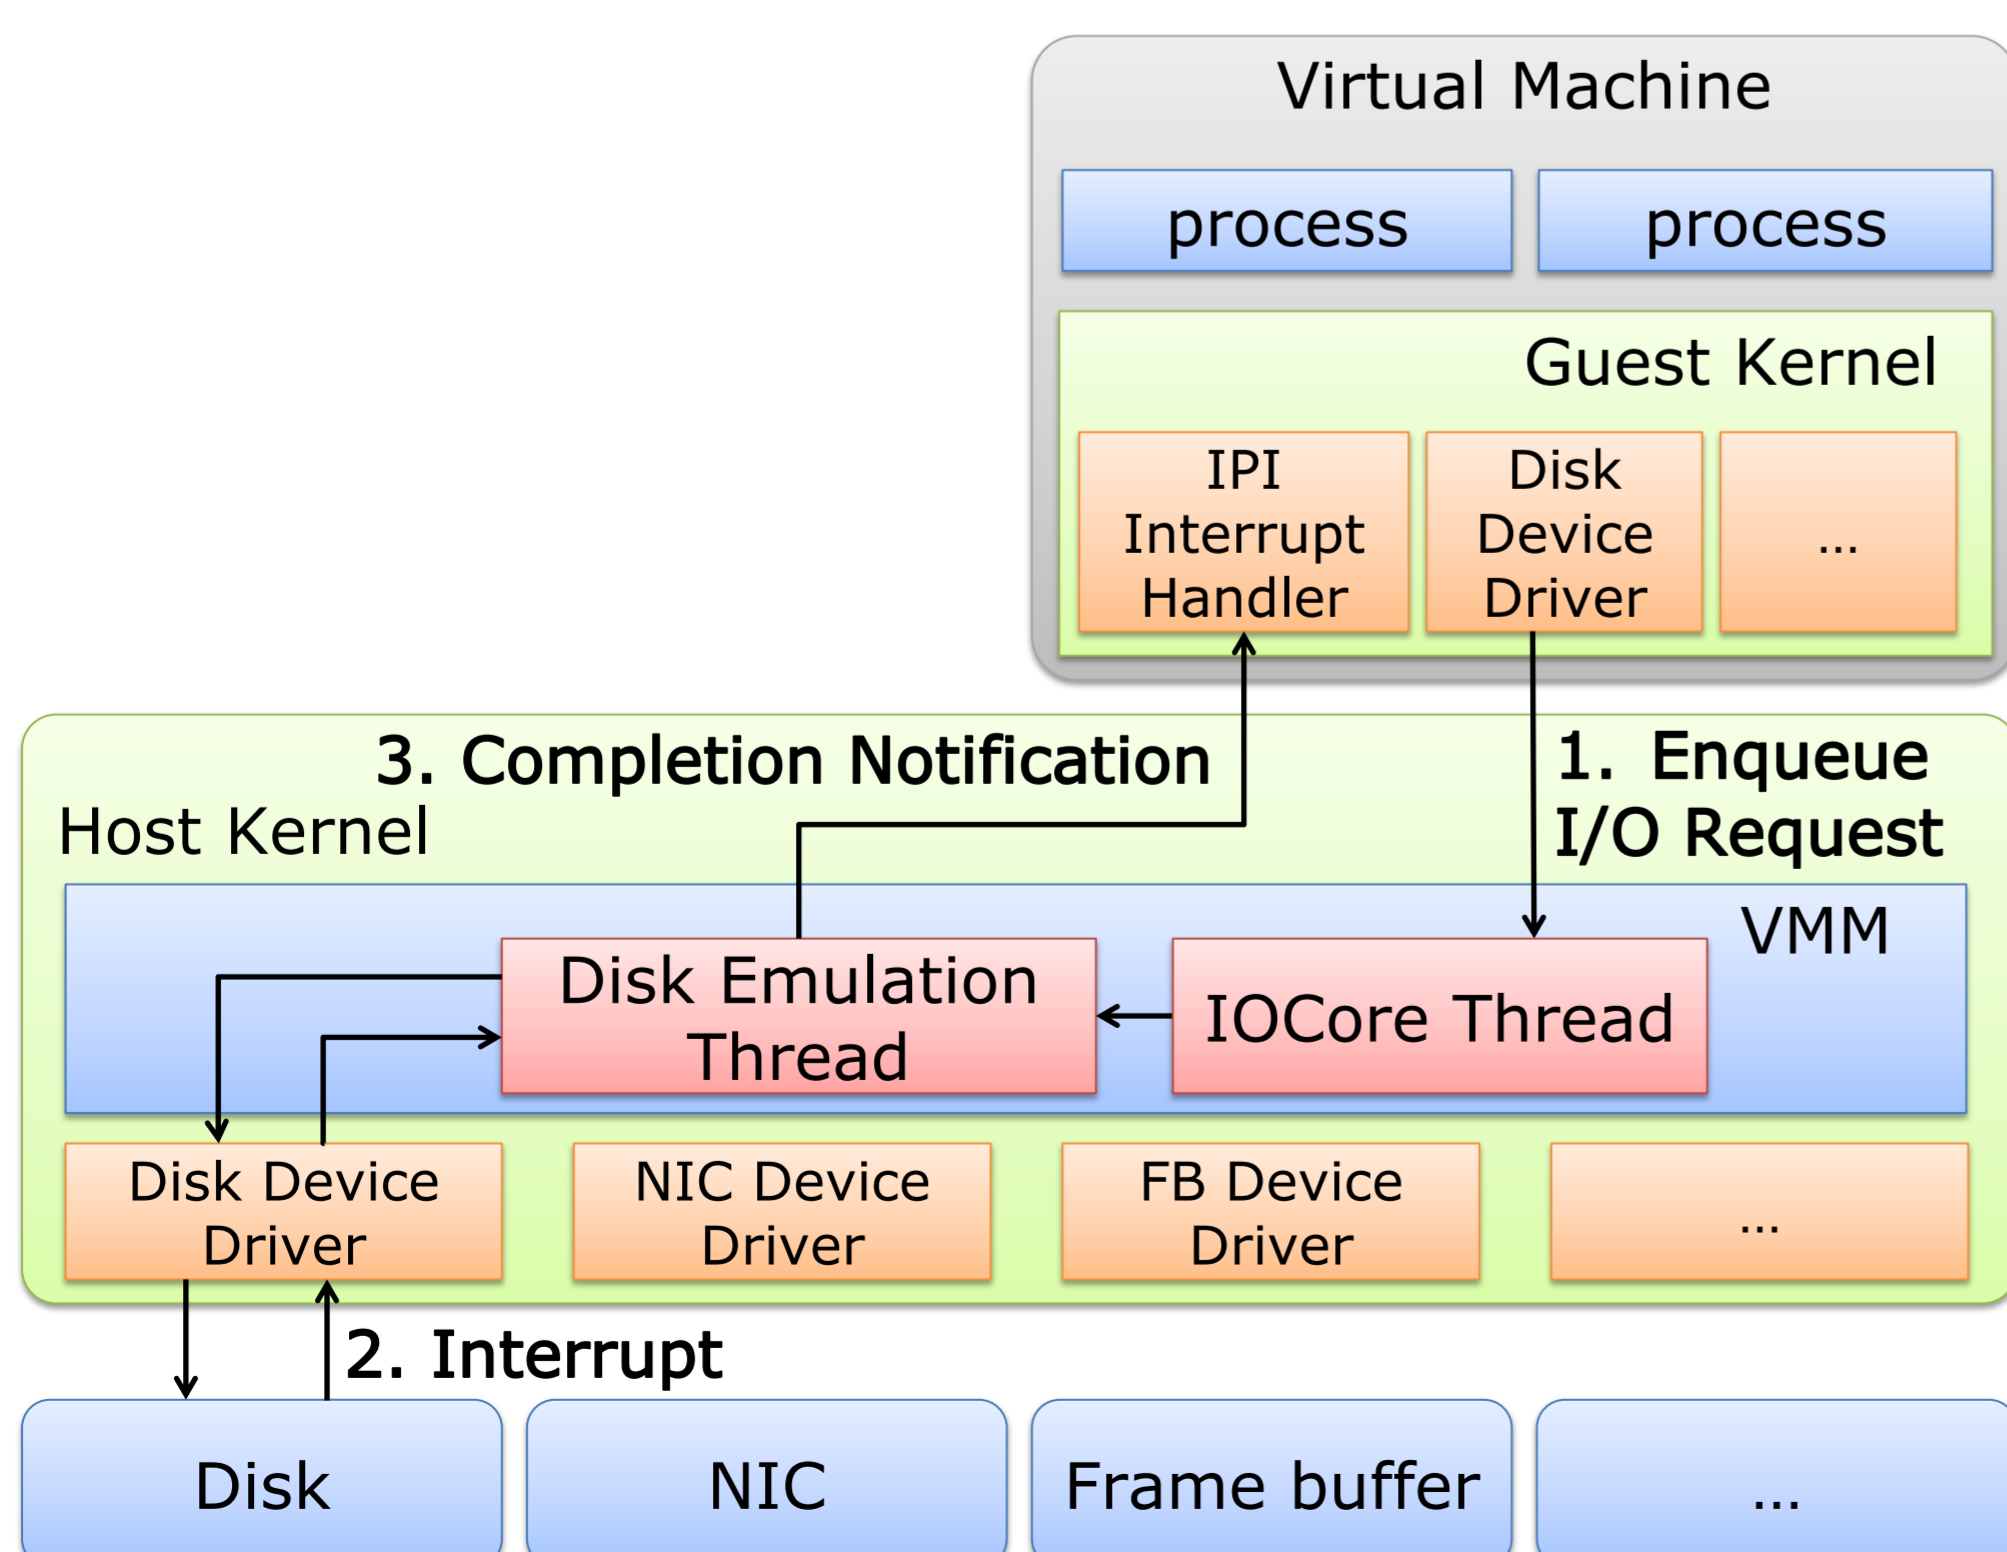 Virtual Machine
process
process
Guest Kernel
IPI
Interrupt
Handler
Disk
Device
Driver
...
3. Completion Notification
1. Enqueue
I/O Request
Host Kernel
VMM
Disk Emulation
Thread
IOCore Thread
Disk Device
Driver
NIC Device
Driver
FB Device
Driver
...
2. Interrupt
Disk
NIC
Frame buffer
...